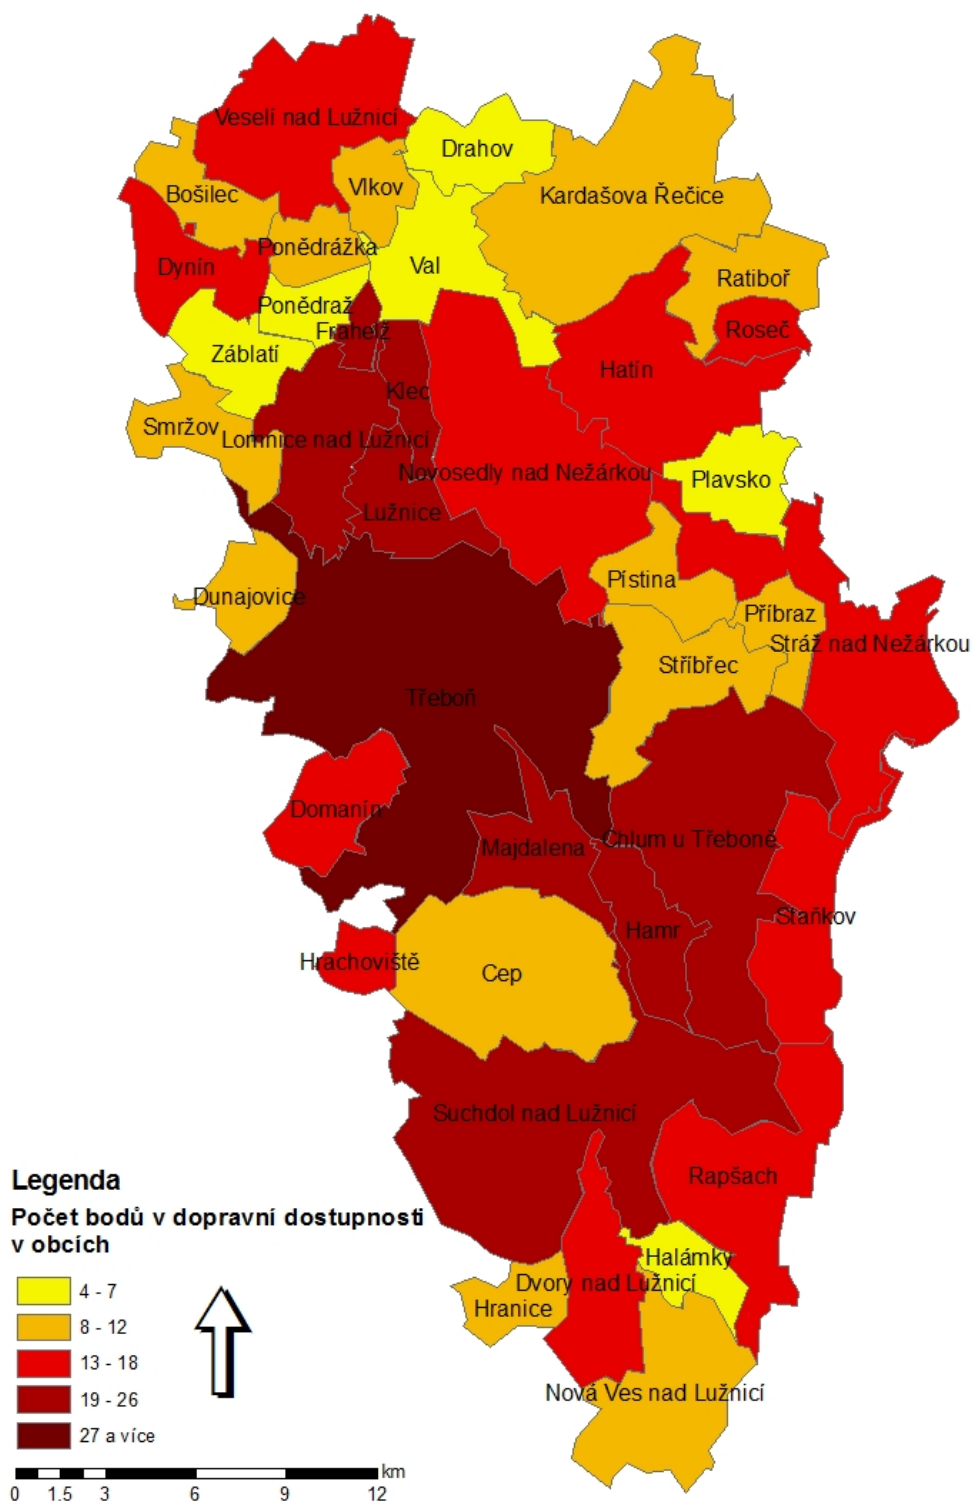 Veselí nad Lužnicí
Drahov
Bošilec
Vlkov
Kardašova Řečice
Ponědrážka
Dynín
Val
Ratiboř
Ponědraž
Frahelž
Roseč
Záblatí
Hatín
Klec
Smržov
Lomnice nad Lužnicí
Novosedly nad Nežárkou
Plavsko
Lužnice
Pístina
Dunajovice
Příbraz
Stráž nad Nežárkou
Stříbřec
Třeboň
Domanín
Majdalena
Chlum u Třeboně
Staňkov
Hamr
Hrachoviště
Cep
Suchdol nad Lužnicí
Rapšach
Halámky
Dvory nad Lužnicí
Hranice
Nová Ves nad Lužnicí
Legenda
Počet bodů v dopravní dostupnosti
v obcích
4 - 7
8 - 12
13 - 18
19 - 26
27 a více
km
0 1.5 3 6 9 12